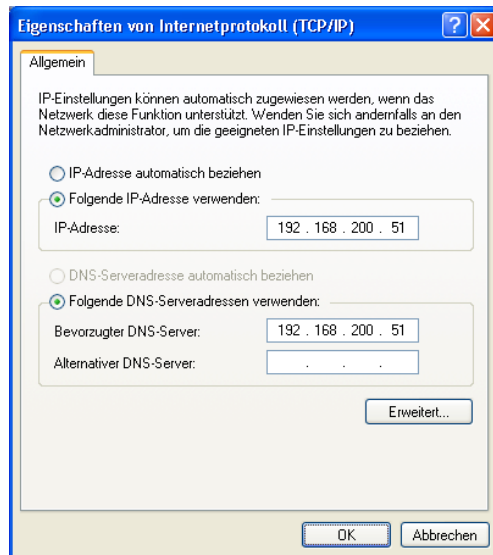 Eigenschaften von Internetprotokoll (TCP/IP)
Allgemein
IP-Einstellungen können automatisch zugewiesen werden, wenn das
Netzwerk diese Funktion unterstützt. Wenden Sie sich andernfalls an den
Netzwerkadministrator, um die geeigneten IP-Einstellungen zu beziehen.
IP-Adresse automatisch beziehen
Folgende IP-Adresse verwenden:
IP-Adresse: 192 . 168 . 200 . 51
DNS-Serveradresse automatisch beziehen
Folgende DNS-Serveradressen verwenden:
Bevorzugter DNS-Server: 192 . 168 . 200 . 51
Alternativer DNS-Server: . . .
Erweitert...
OK Abbrechen